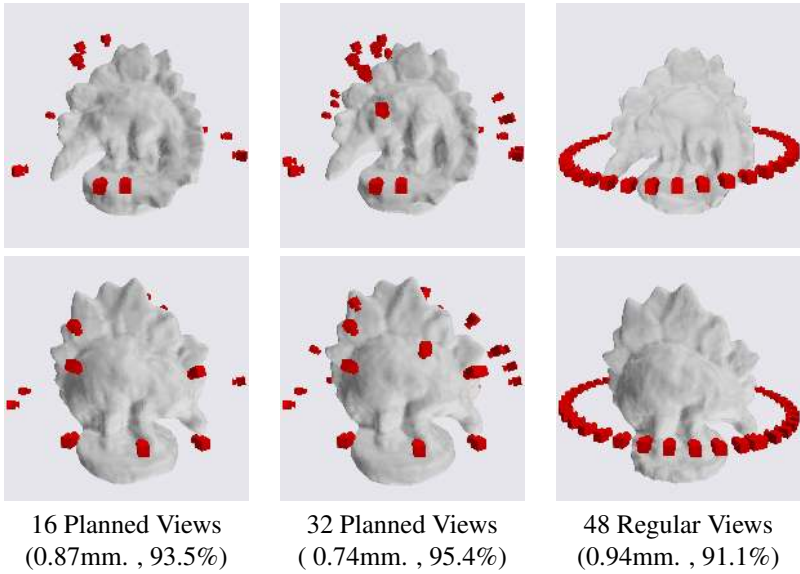 16 Planned Views
(0.87mm. , 93.5%)
32 Planned Views
( 0.74mm. , 95.4%)
48 Regular Views
(0.94mm. , 91.1%)